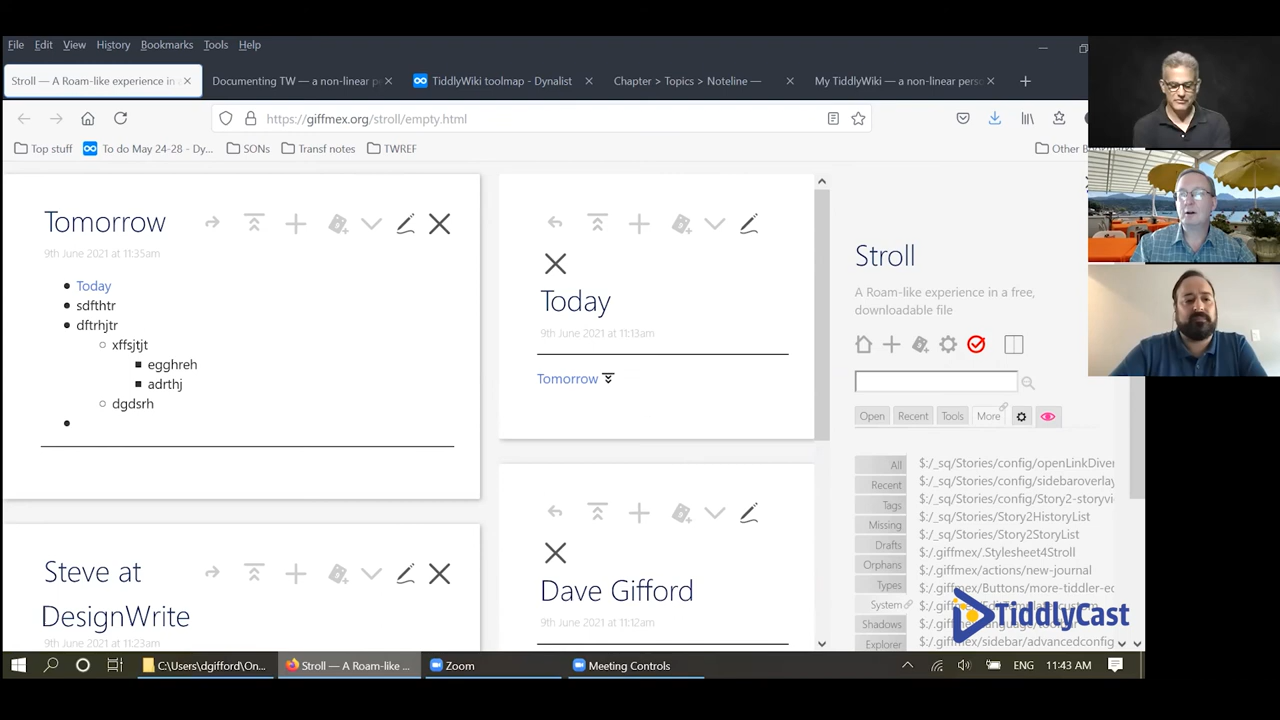 File Edit View History Bookmarks Tools Help
Stroll — A Roam-like experience in a
Documenting TW — a non-linear pe
TiddlyWiki toolmap - Dynalist
Chapter > Topics > Noteline —
My TiddlyWiki — a non-linear perso
https://giffmex.org/stroll/empty.html
Top stuff
To do May 24-28 - Dy...
SONs
Transf notes
TWREF
Other Bookmarks
Tomorrow
9th June 2021 at 11:35am
Today
sdfthtr
dftrhjtr
xffsjtjt
egghreh
adrthj
dgdsrh
Steve at
DesignWrite
9th June 2021 at 11:23am
Today
9th June 2021 at 11:13am
Tomorrow
Dave Gifford
9th June 2021 at 11:12am
Stroll
A Roam-like experience in a free,
downloadable file
Open Recent Tools More
All
Recent
Tags
Missing
Drafts
Orphans
Types
System
Shadows
Explorer
$:/_sq/Stories/config/openLinkDiver
$:/_sq/Stories/config/sidebaroverlay
$:/_sq/Stories/config/Story2-storyvi
$:/_sq/Stories/Story2HistoryList
$:/_sq/Stories/Story2StoryList
$:/.giffmex/.Stylesheet4Stroll
$:/.giffmex/actions/new-journal
$:/.giffmex/Buttons/more-tiddler-ec
$:/.giffmex/sidebar/advancedconfig
TiddlyCast
C:\Users\dgifford\On...
Stroll — A Roam-like ...
Zoom
Meeting Controls
ENG
11:43 AM